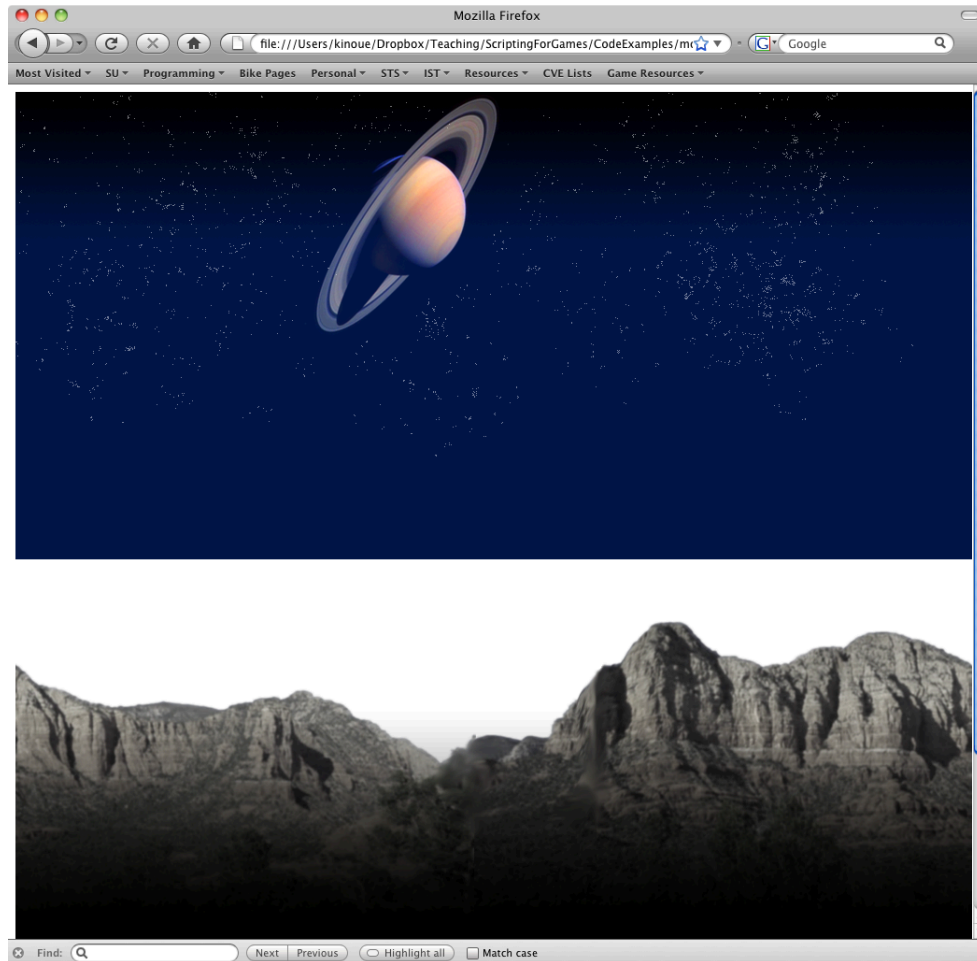 Mozilla Firefox
file:///Users/kinoue/Dropbox/Teaching/ScriptingForGames/CodeExamples/mo
G Google
Most Visited SU Programming Bike Pages Personal STS IST Resources CVE Lists Game Resources
Find: Next Previous Highlight all Match case